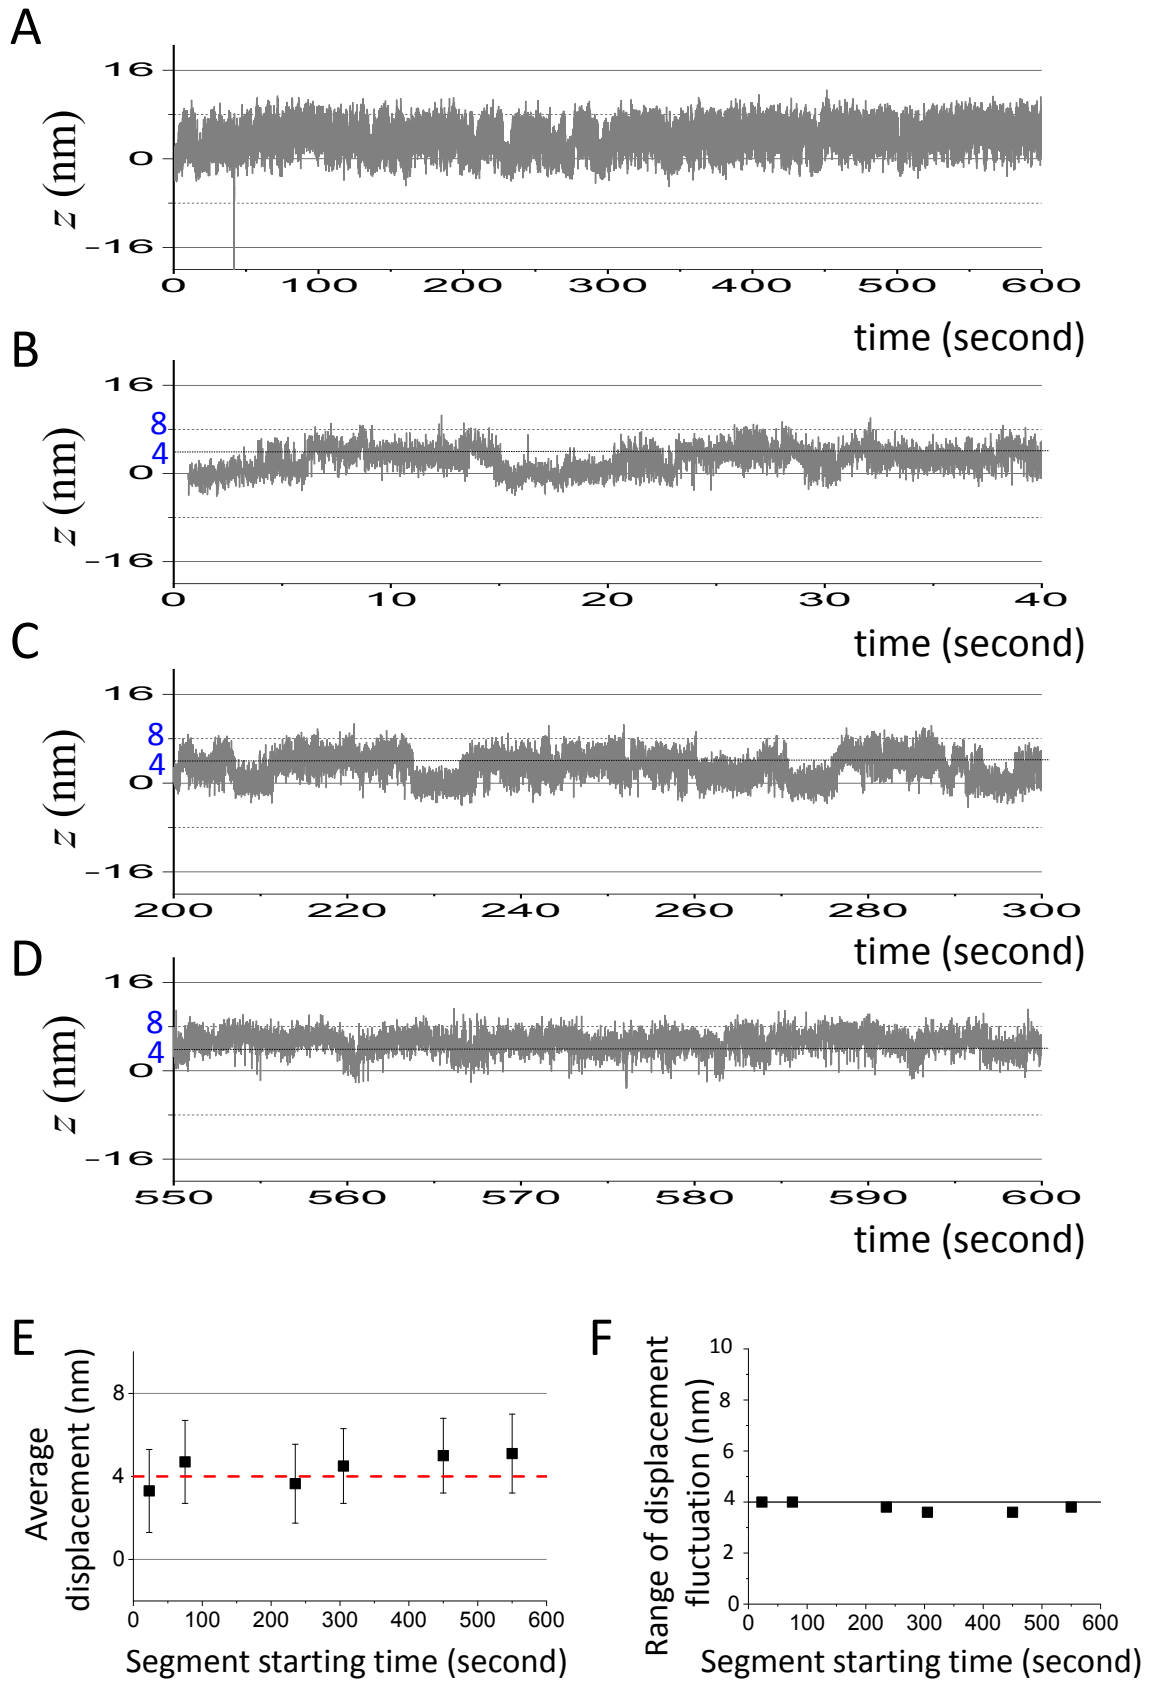 A
16
0
−16
z (nm)
0 100 200 300 400 500 600
time (second)
B
16
8
4
0
−16
z (nm)
0 10 20 30 40
time (second)
C
16
8
4
0
−16
z (nm)
200 220 240 260 280 300
time (second)
D
16
8
4
0
−16
z (nm)
550 560 570 580 590 600
time (second)
E
Average
displacement (nm)
8
4
0
0 100 200 300 400 500 600
Segment starting time (second)
F
Range of displacement
fluctuation (nm)
10
8
6
4
2
0
0 100 200 300 400 500 600
Segment starting time (second)